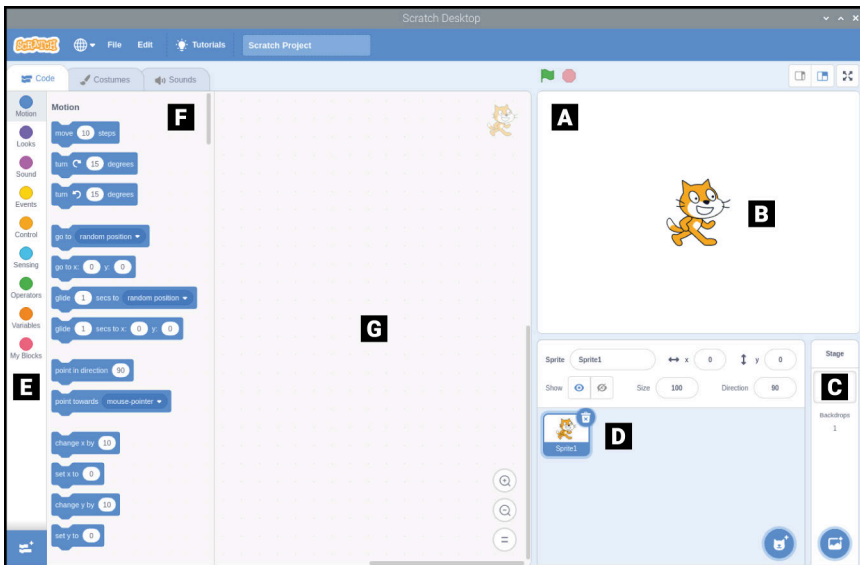 Scratch Desktop
SCRATCH File Edit Tutorials Scratch Project
Code Costumes Sounds
Motion
Looks
Sound
Events
Control
Sensing
Operators
Variables
My Blocks
E
Motion
F
move 10 steps
turn 15 degrees
turn 15 degrees
go to random position
go to x: 0 y: 0
glide 1 secs to random position
glide 1 secs to x: 0 y: 0
point in direction 90
point towards mouse-pointer
change x by 10
set x to 0
change y by 10
set y to 0
G
A
B
Sprite Sprite1 x 0 y 0
Show Size 100 Direction 90
Sprite1
D
Stage
C
Backdrops
1